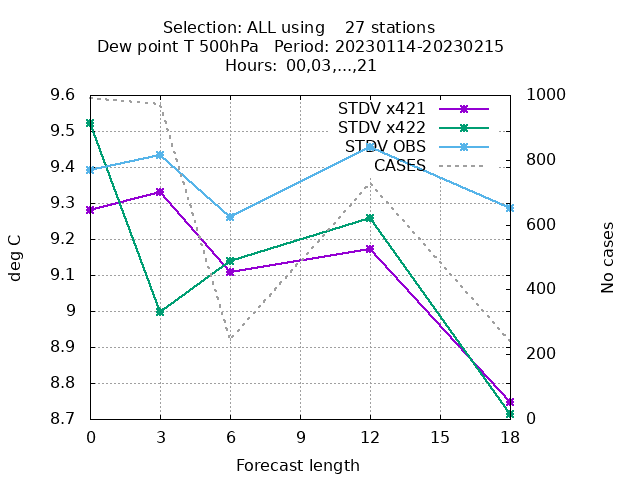 Selection: ALL using    27 stations
Dew point T 500hPa   Period: 20230114-20230215
Hours: 00,03,...,21
STDV x421
STDV x422
STDV OBS
CASES
9.6
9.5
9.4
9.3
9.2
9.1
9
8.9
8.8
8.7
1000
800
600
400
200
0
deg C
No cases
0 3 6 9 12 15 18
Forecast length